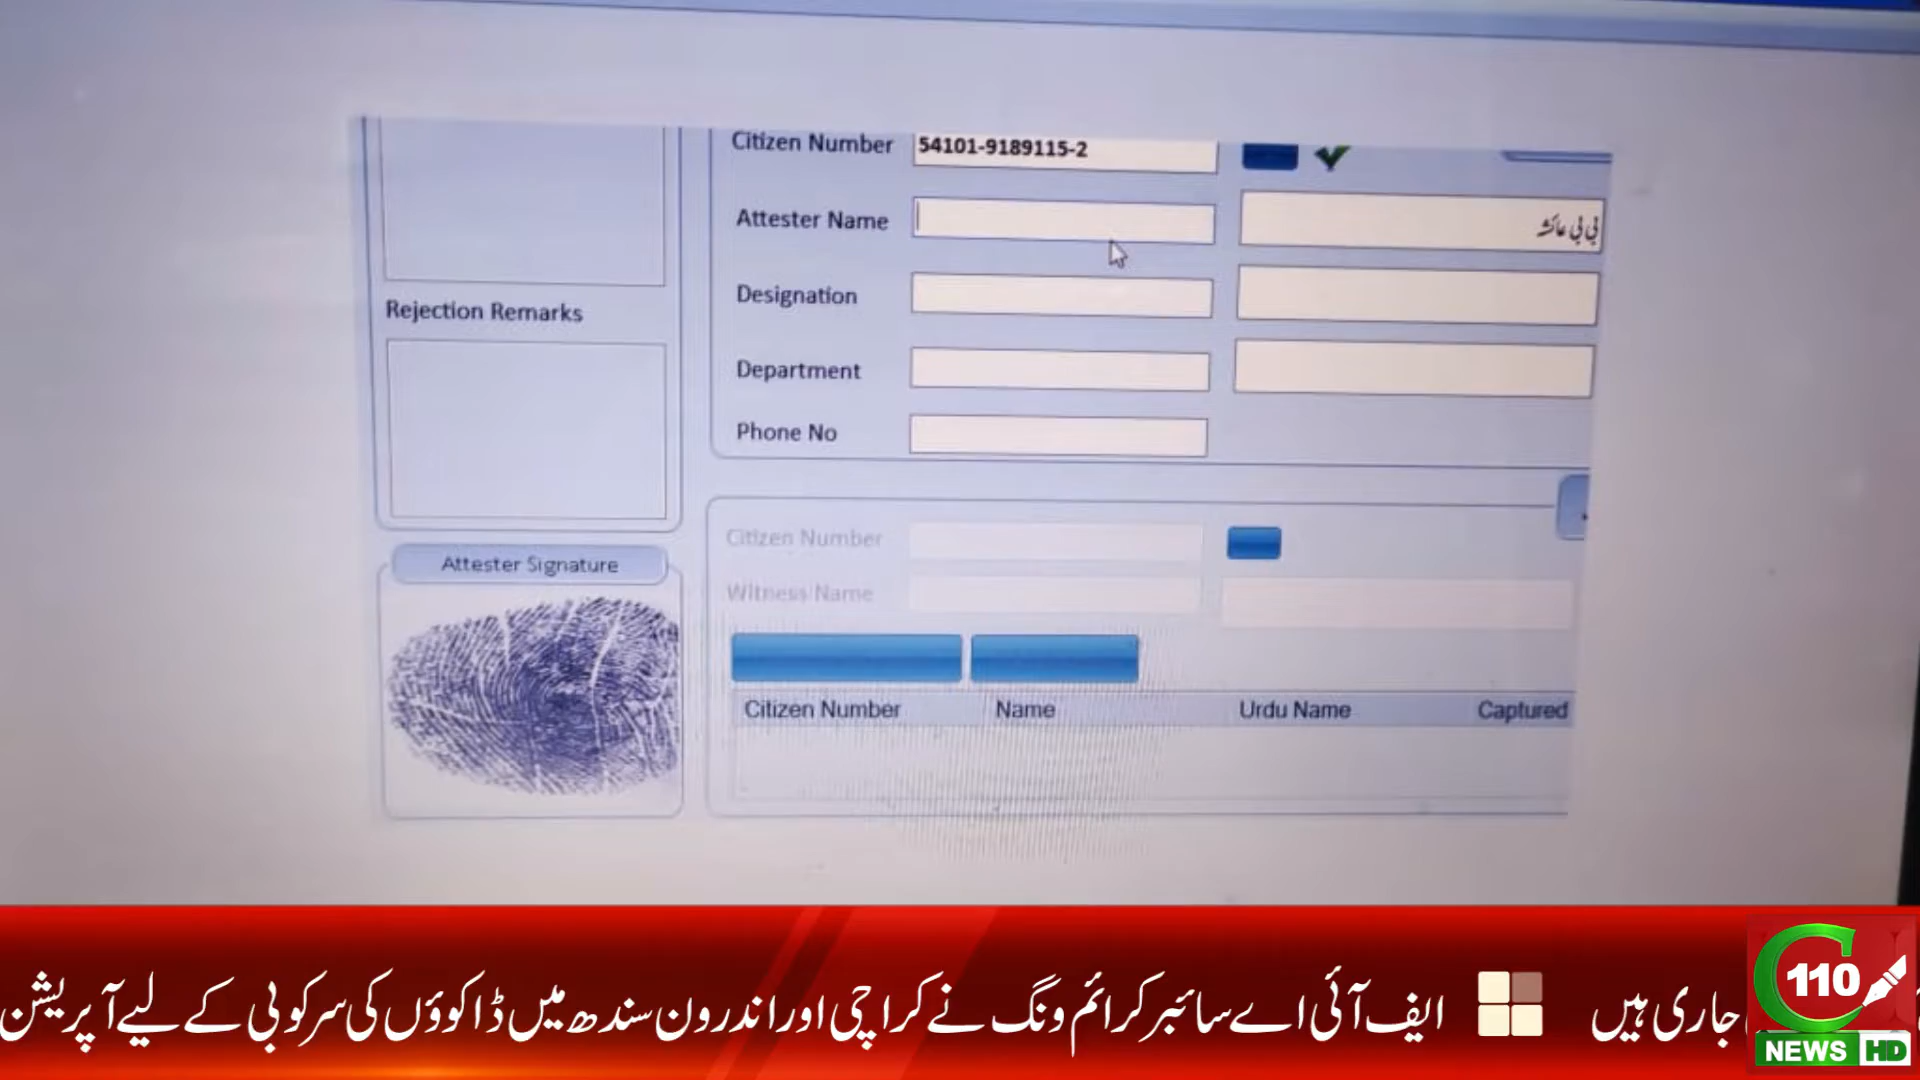 Citizen Number 54101-9189115-2
Attester Name بی بی عائشہ
Designation
Department
Phone No
Rejection Remarks
Attester Signature
Citizen Number
Witness Name
Citizen Number Name Urdu Name Captured
جاری ہیں ایف آئی اے سائبر کرائم ونگ نے کراچی اور اندرون سندھ میں ڈاکوؤں کی سرکوبی کے لیے آپریشن
C 110
NEWS HD